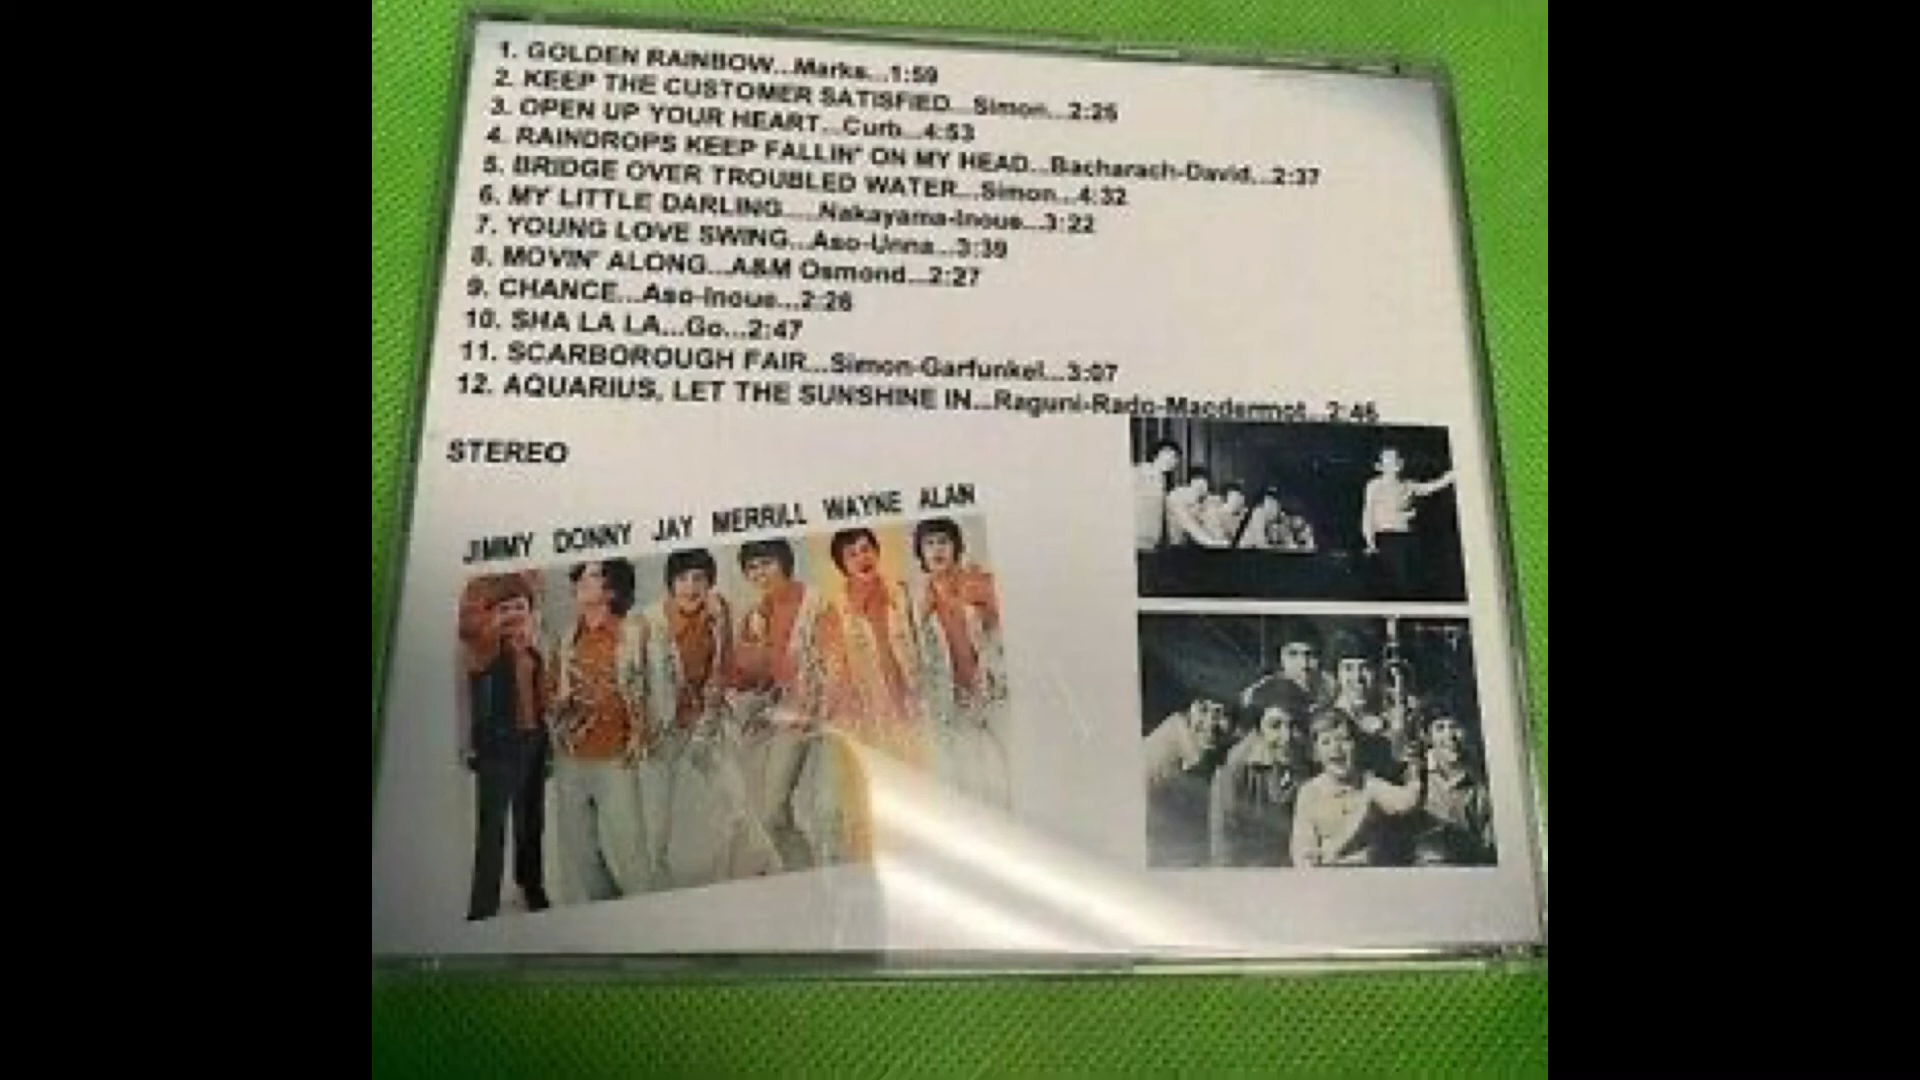 1. GOLDEN RAINBOW...Marks...1:59
2. KEEP THE CUSTOMER SATISFIED...Simon...2:25
3. OPEN UP YOUR HEART...Curb...4:53
4. RAINDROPS KEEP FALLIN' ON MY HEAD...Bacharach-David...2:37
5. BRIDGE OVER TROUBLED WATER...Simon...4:32
6. MY LITTLE DARLING.....Nakayama-Inoue...3:22
7. YOUNG LOVE SWING...Aso-Unna...3:39
8. MOVIN' ALONG...A&M Osmond...2:27
9. CHANCE...Aso-Inoue...2:26
10. SHA LA LA...Go...2:47
11. SCARBOROUGH FAIR...Simon-Garfunkel...3:07
12. AQUARIUS, LET THE SUNSHINE IN...Raguni-Rado-Macdermot...2:45
STEREO
JIMMY DONNY JAY MERRILL WAYNE ALAN